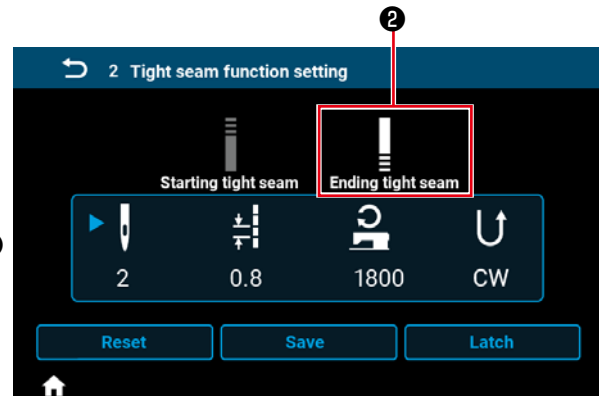 ❷
2 Tight seam function setting
Starting tight seam Ending tight seam
2 0.8 1800 CW
Reset Save Latch